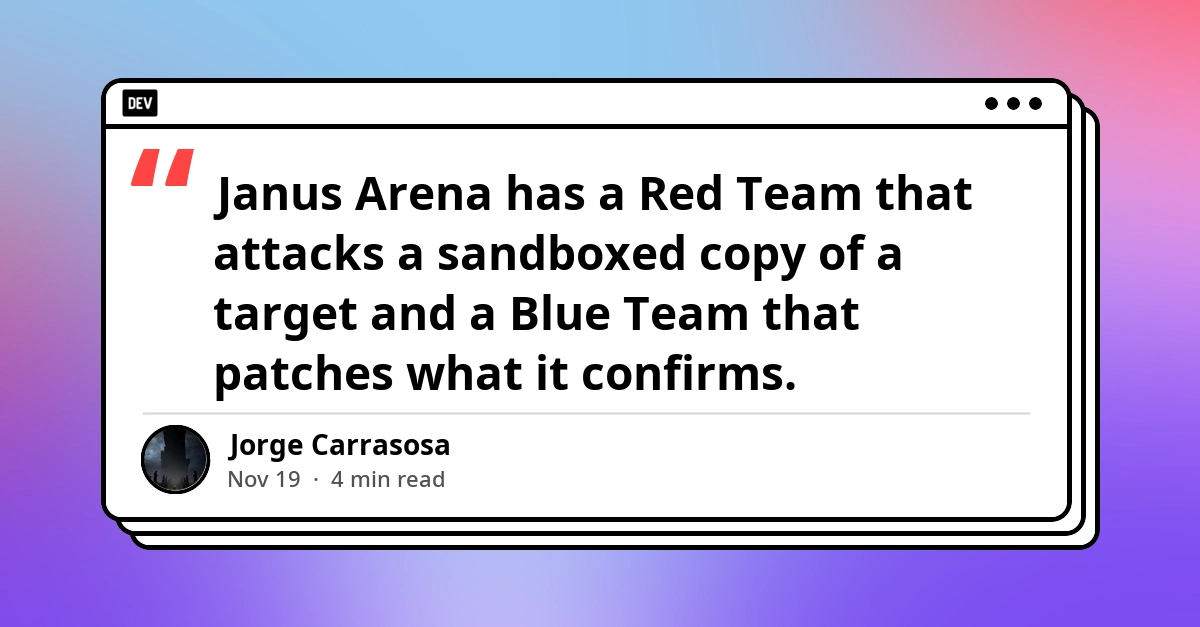 DEV
“ Janus Arena has a Red Team that
attacks a sandboxed copy of a
target and a Blue Team that
patches what it confirms.
Jorge Carrasosa
Nov 19 · 4 min read